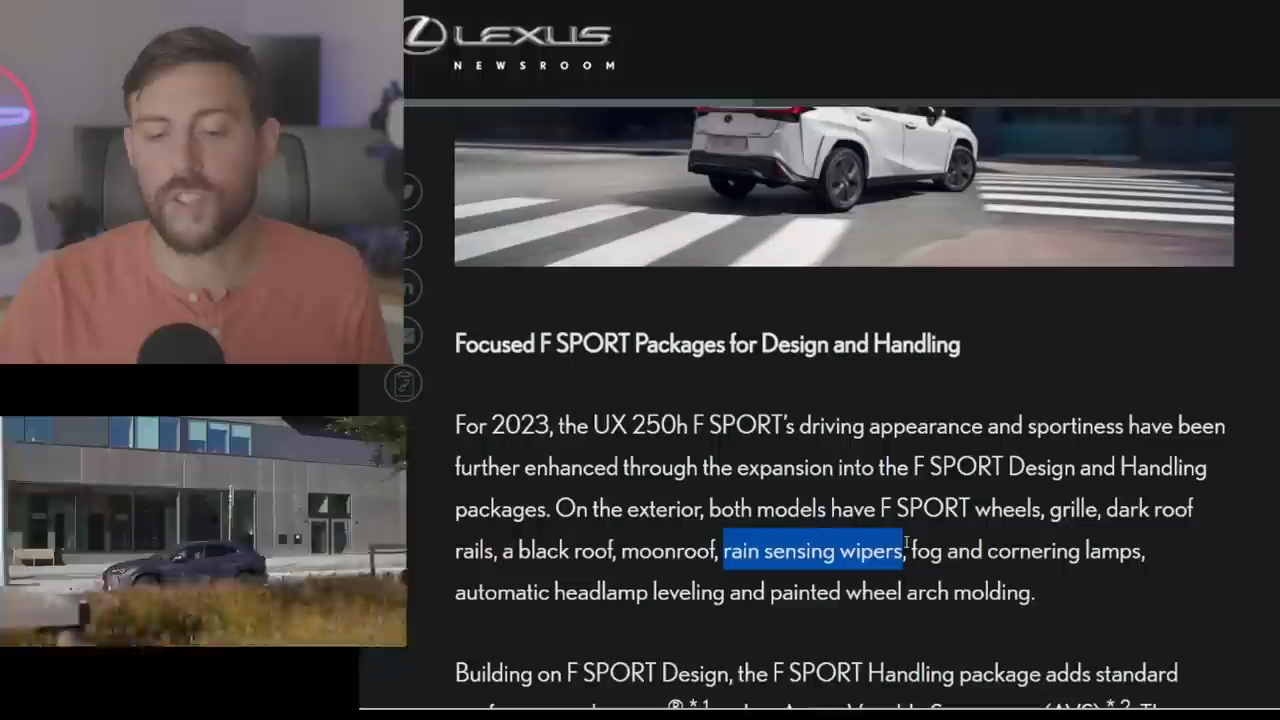 LEXUS
NEWSROOM
Focused F SPORT Packages for Design and Handling
For 2023, the UX 250h F SPORT's driving appearance and sportiness have been
further enhanced through the expansion into the F SPORT Design and Handling
packages. On the exterior, both models have F SPORT wheels, grille, dark roof
rails, a black roof, moonroof, rain sensing wipers, fog and cornering lamps,
automatic headlamp leveling and painted wheel arch molding.
Building on F SPORT Design, the F SPORT Handling package adds standard